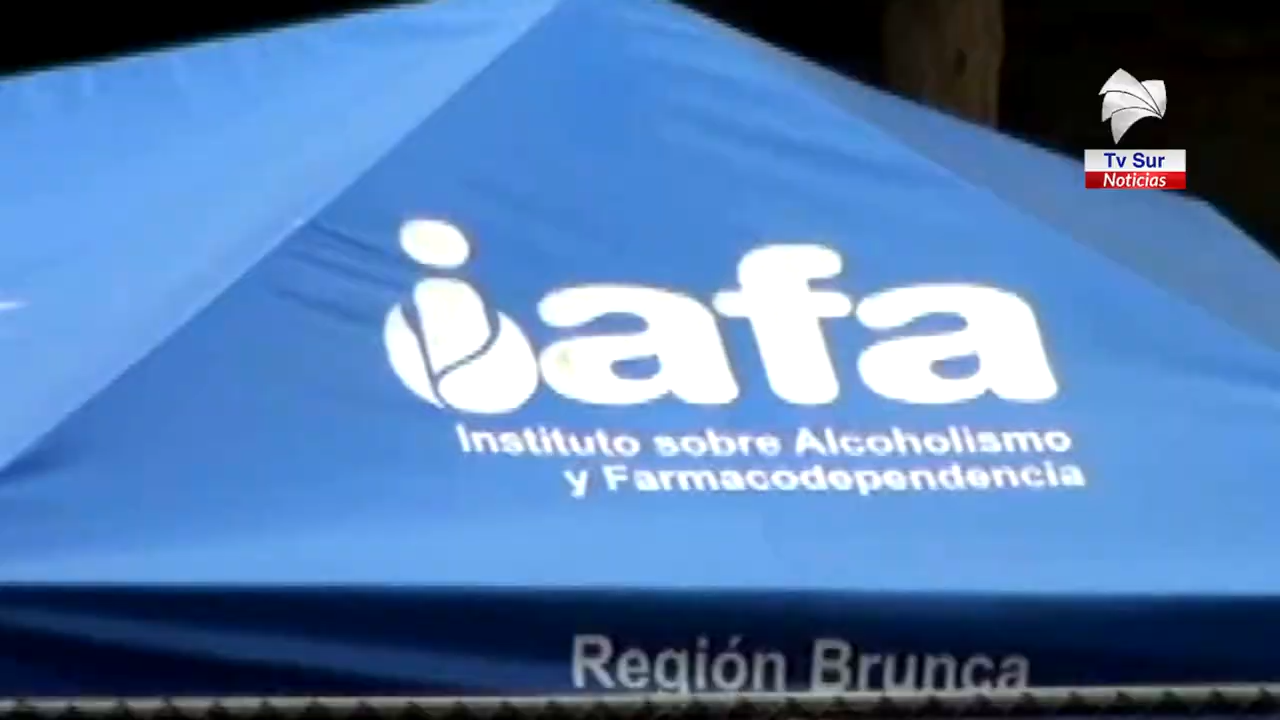 Tv Sur
Noticias
iafa
Instituto sobre Alcoholismo
y Farmacodependencia
Región Brunca